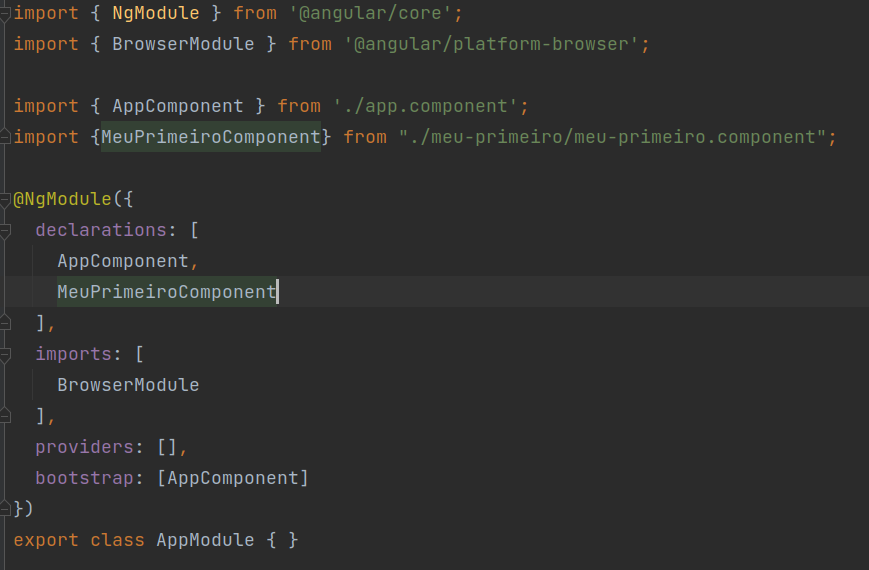 import { NgModule } from '@angular/core';
import { BrowserModule } from '@angular/platform-browser';
import { AppComponent } from './app.component';
import {MeuPrimeiroComponent} from "./meu-primeiro/meu-primeiro.component";
@NgModule({
  declarations: [
    AppComponent,
    MeuPrimeiroComponent
  ],
  imports: [
    BrowserModule
  ],
  providers: [],
  bootstrap: [AppComponent]
})
export class AppModule { }